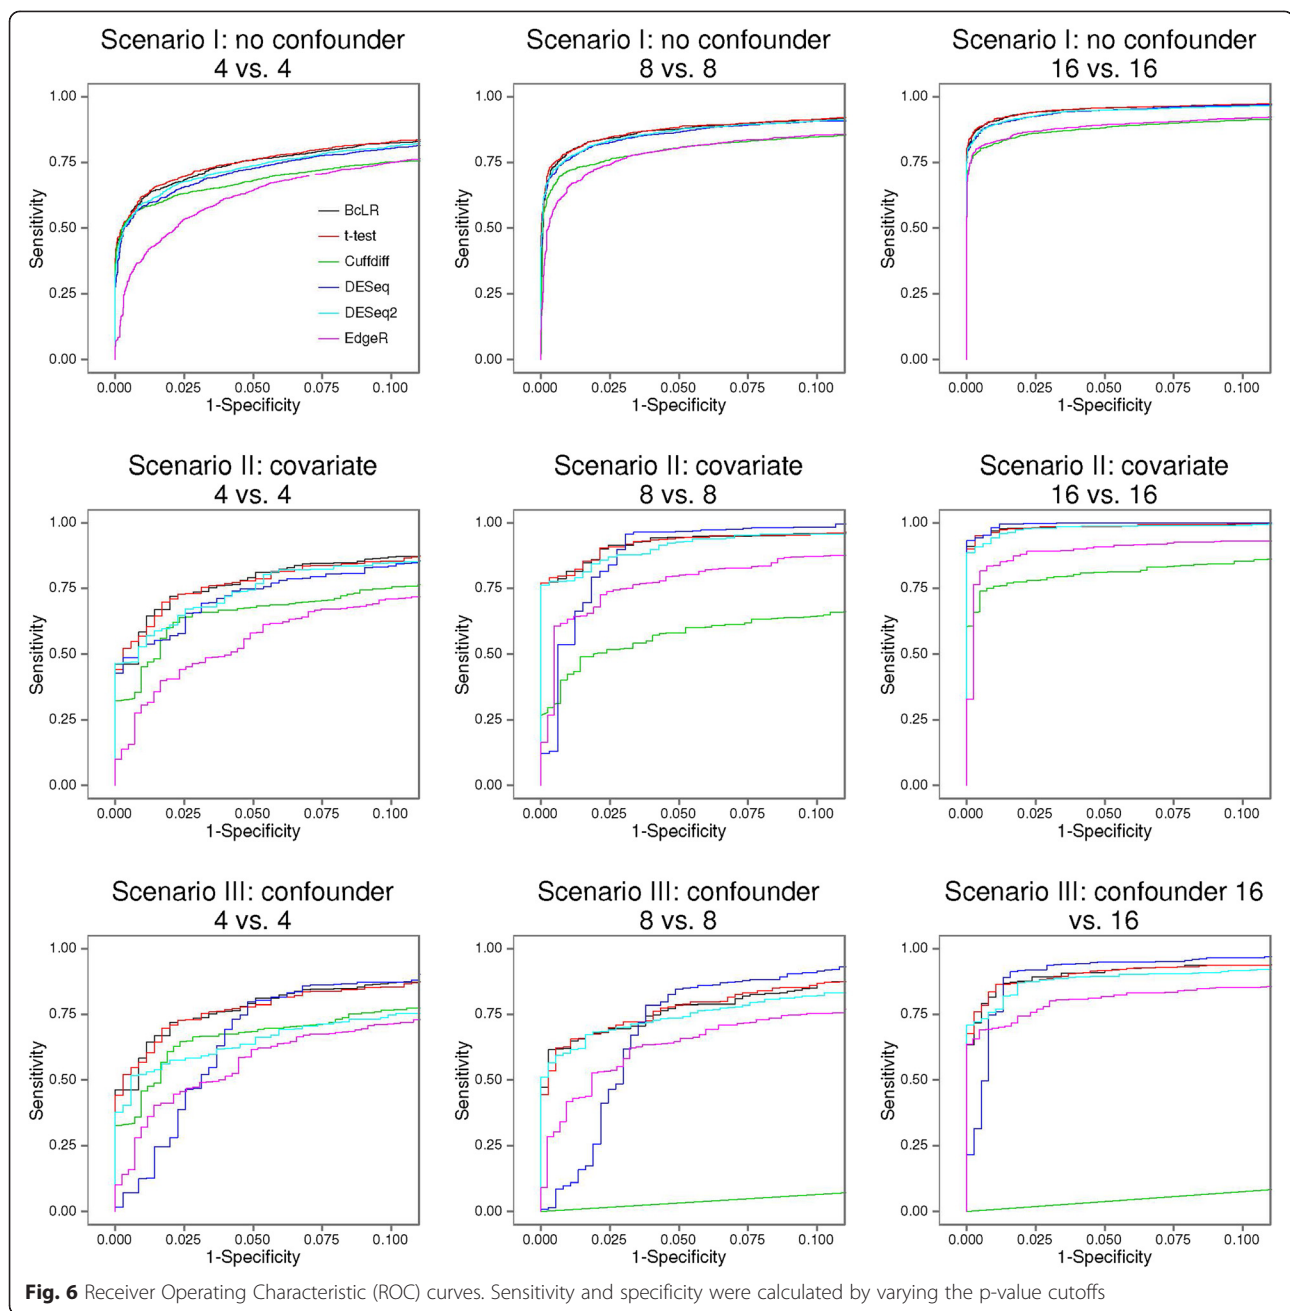 Scenario I: no confounder
4 vs. 4
Sensitivity
1.00
0.75
0.50
0.25
0.00
BcLR
t-test
Cuffdiff
DESeq
DESeq2
EdgeR
0.000 0.025 0.050 0.075 0.100
1-Specificity
Scenario I: no confounder
8 vs. 8
Sensitivity
1.00
0.75
0.50
0.25
0.00
0.000 0.025 0.050 0.075 0.100
1-Specificity
Scenario I: no confounder
16 vs. 16
Sensitivity
1.00
0.75
0.50
0.25
0.00
0.000 0.025 0.050 0.075 0.100
1-Specificity
Scenario II: covariate
4 vs. 4
Sensitivity
1.00
0.75
0.50
0.25
0.00
0.000 0.025 0.050 0.075 0.100
1-Specificity
Scenario II: covariate
8 vs. 8
Sensitivity
1.00
0.75
0.50
0.25
0.00
0.000 0.025 0.050 0.075 0.100
1-Specificity
Scenario II: covariate
16 vs. 16
Sensitivity
1.00
0.75
0.50
0.25
0.00
0.000 0.025 0.050 0.075 0.100
1-Specificity
Scenario III: confounder
4 vs. 4
Sensitivity
1.00
0.75
0.50
0.25
0.00
0.000 0.025 0.050 0.075 0.100
1-Specificity
Scenario III: confounder
8 vs. 8
Sensitivity
1.00
0.75
0.50
0.25
0.00
0.000 0.025 0.050 0.075 0.100
1-Specificity
Scenario III: confounder 16
vs. 16
Sensitivity
1.00
0.75
0.50
0.25
0.00
0.000 0.025 0.050 0.075 0.100
1-Specificity
Fig. 6 Receiver Operating Characteristic (ROC) curves. Sensitivity and specificity were calculated by varying the p-value cutoffs